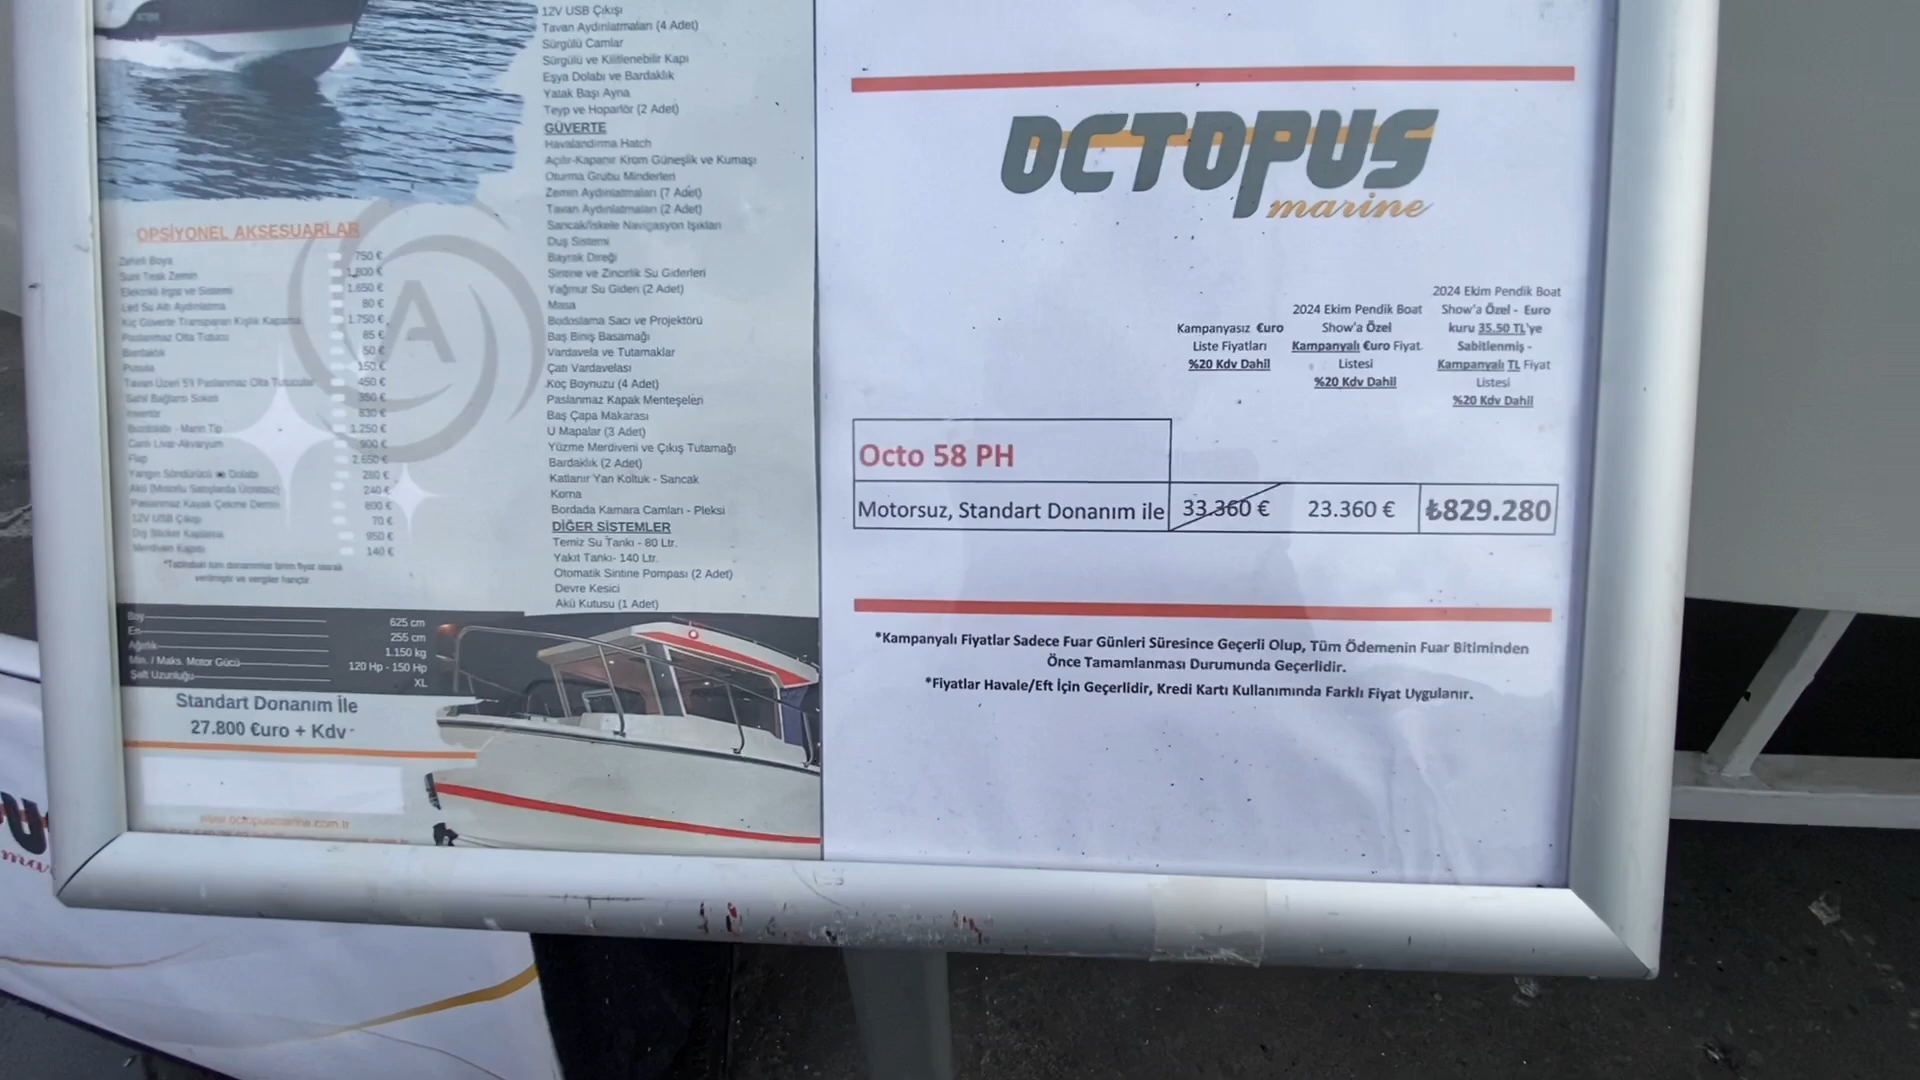 12V USB Çıkışı
Tavan Aydınlatmaları (4 Adet)
Sürgülü Camlar
Sürgülü ve Kilitlenebilir Kapı
Eşya Dolabı ve Bardaklık
Yatak Başı Ayna
Teyp ve Hoparlör (2 Adet)
GÜVERTE
Havalandırma Hatch
Açılır-Kapanır Krom Güneşlik ve Kumaşı
Oturma Grubu Minderleri
Zemin Aydınlatmaları (7 Adet)
Tavan Aydınlatmaları (2 Adet)
Sancak/İskele Navigasyon Işıkları
Duş Sistemi
Bayrak Direği
Sintine ve Zincirlik Su Giderleri
Yağmur Su Gideri (2 Adet)
Masa
Bodoslama Sacı ve Projektörü
Baş Biniş Basamağı
Vardavela ve Tutamaklar
Çatı Vardavelası
Koç Boynuzu (4 Adet)
Paslanmaz Kapak Menteşeleri
Baş Çapa Makarası
U Mapalar (3 Adet)
Yüzme Merdiveni ve Çıkış Tutamağı
Bardaklık (2 Adet)
Katlanır Yan Koltuk - Sancak
Korna
Bordada Kamara Camları - Pleksi
DİĞER SİSTEMLER
Temiz Su Tankı - 80 Ltr.
Yakıt Tankı- 140 Ltr.
Otomatik Sintine Pompası (2 Adet)
Devre Kesici
Akü Kutusu (1 Adet)
OPSİYONEL AKSESUARLAR
Zehirli Boya 750 €
Suni Teak Zemin 1.800 €
Elektrikli Irgat ve Sistemi 1.650 €
Led Su Altı Aydınlatma 80 €
Kıç Güverte Transparan Kışlık Kapama 1.750 €
Paslanmaz Olta Tutucu 85 €
Bardaklık 50 €
Pusula 150 €
Tavan Üzeri 5'li Paslanmaz Olta Tutucular 450 €
Sahil Bağlantı Soketi 350 €
İnvertör 830 €
Buzdolabı - Marin Tip 1.250 €
Camlı Livar-Akvaryum 900 €
Flap 2.650 €
Yangın Söndürücü ve Dolabı 280 €
Akü (Motorlu Satışlarda Ücretsiz) 240 €
Paslanmaz Kayak Çekme Demiri 600 €
12V USB Çıkışı 70 €
Dış Sticker Kaplama 950 €
Merdiven Kapısı 140 €
*Tablodaki tüm donanımlar birim fiyat olarak
verilmiştir ve vergiler hariçtir.
Boy 625 cm
En 255 cm
Ağırlık 1.150 kg
Min. / Maks. Motor Gücü 120 Hp - 150 Hp
Şaft Uzunluğu XL
Standart Donanım İle
27.800 €uro + Kdv
www.octopusmarine.com.tr
OCTOPUS
marine
Kampanyasız €uro
Liste Fiyatları
%20 Kdv Dahil
2024 Ekim Pendik Boat
Show'a Özel
Kampanyalı €uro Fiyat
Listesi
%20 Kdv Dahil
2024 Ekim Pendik Boat
Show'a Özel - Euro
kuru 35.50 TL'ye
Sabitlenmiş -
Kampanyalı TL Fiyat
Listesi
%20 Kdv Dahil
Octo 58 PH
Motorsuz, Standart Donanım ile 33.360 € 23.360 € ₺829.280
*Kampanyalı Fiyatlar Sadece Fuar Günleri Süresince Geçerli Olup, Tüm Ödemenin Fuar Bitiminden
Önce Tamamlanması Durumunda Geçerlidir.
*Fiyatlar Havale/Eft İçin Geçerlidir, Kredi Kartı Kullanımında Farklı Fiyat Uygulanır.